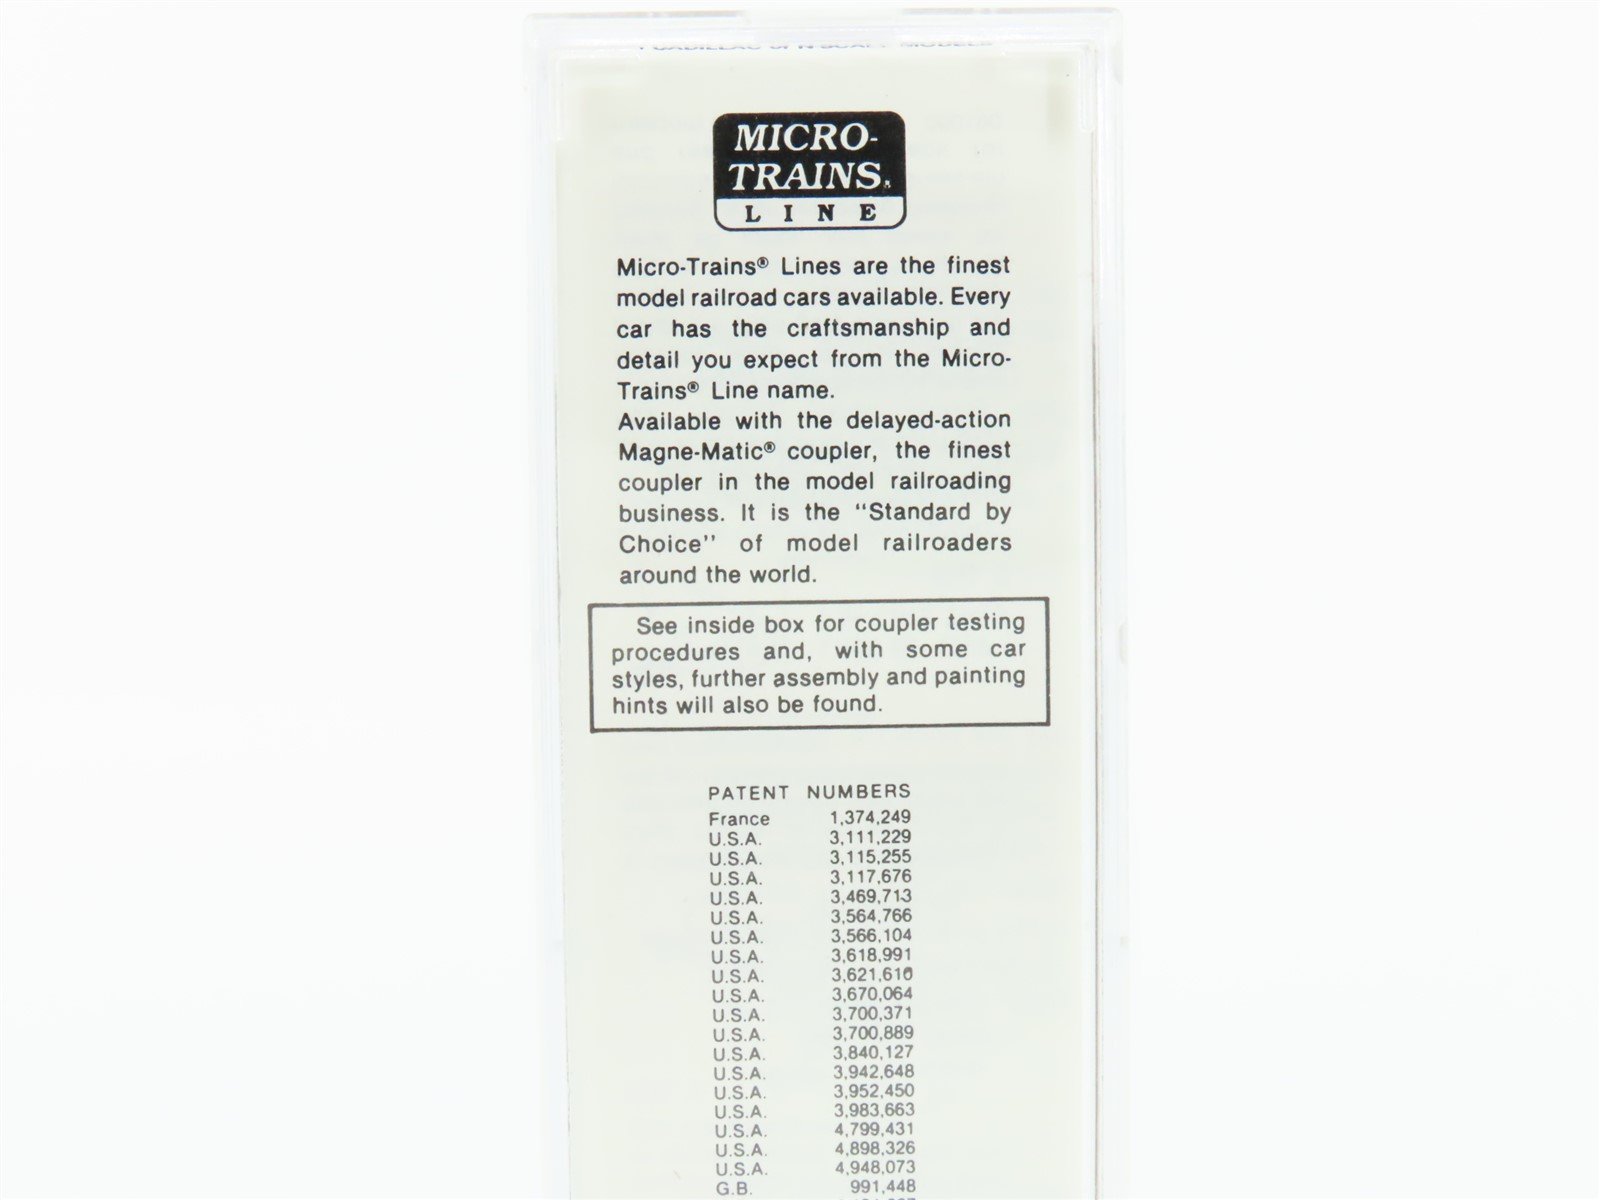 MICRO-
TRAINS®
LINE
Micro-Trains® Lines are the finest
model railroad cars available. Every
car has the craftsmanship and
detail you expect from the Micro-
Trains® Line name.
Available with the delayed-action
Magne-Matic® coupler, the finest
coupler in the model railroading
business. It is the "Standard by
Choice" of model railroaders
around the world.
See inside box for coupler testing
procedures and, with some car
styles, further assembly and painting
hints will also be found.
PATENT NUMBERS
France 1,374,249
U.S.A. 3,111,229
U.S.A. 3,115,255
U.S.A. 3,117,676
U.S.A. 3,469,713
U.S.A. 3,564,766
U.S.A. 3,566,104
U.S.A. 3,618,991
U.S.A. 3,621,610
U.S.A. 3,670,064
U.S.A. 3,700,371
U.S.A. 3,700,889
U.S.A. 3,840,127
U.S.A. 3,942,648
U.S.A. 3,952,450
U.S.A. 3,983,663
U.S.A. 4,799,431
U.S.A. 4,898,326
U.S.A. 4,948,073
G.B. 991,448